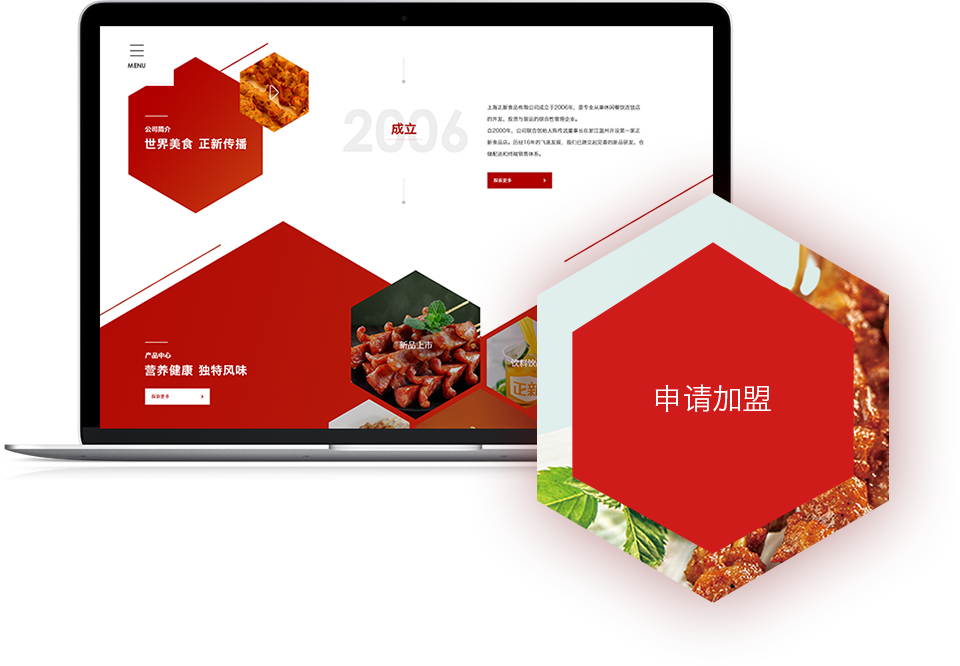 MENU
公司简介
世界美食 正新传播
2006
成立
上海正新食品有限公司成立于2006年，是专业从事休闲餐饮连锁店
的开发、投资与营运的综合性管理企业。
自2000年，公司联合创始人陈传武董事长在浙江温州开设第一家正
新食品店。历经16年的飞速发展，我们已建立起完善的新品研发、仓
储配送和终端销售体系。
探索更多
产品中心
营养健康 独特风味
探索更多
新品上市
饮料饮
正新
申请加盟